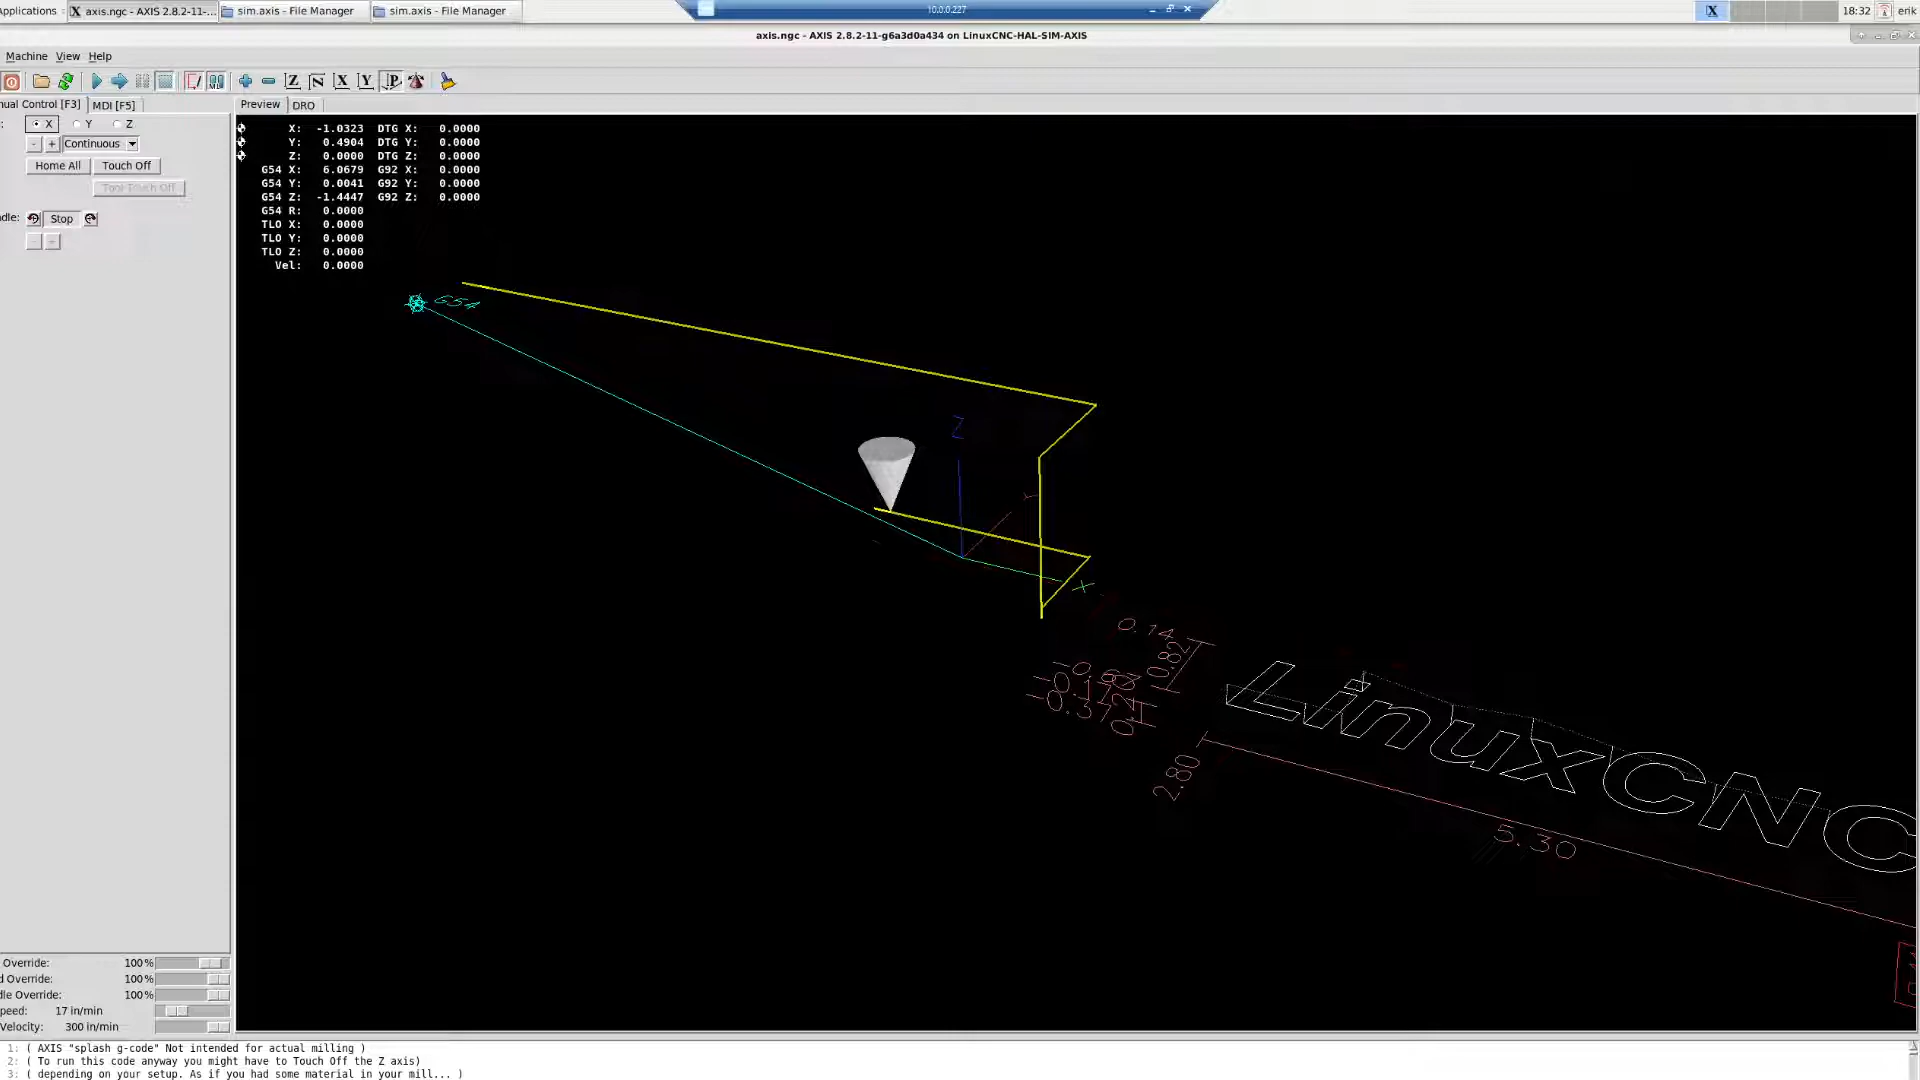 Applications
axis.ngc - AXIS 2.8.2-11-...
sim.axis - File Manager
sim.axis - File Manager
10.0.0.227
X
18:32
erik
axis.ngc - AXIS 2.8.2-11-g6a3d0a434 on LinuxCNC-HAL-SIM-AXIS
Machine View Help
Z N X Y P
nual Control [F3] MDI [F5]
Preview DRO
: X Y Z
- + Continuous
Home All Touch Off
Tool Touch Off
dle: Stop
- +
X: -1.0323 DTG X: 0.0000
Y: 0.4904 DTG Y: 0.0000
Z: 0.0000 DTG Z: 0.0000
G54 X: 6.0679 G92 X: 0.0000
G54 Y: 0.0041 G92 Y: 0.0000
G54 Z: -1.4447 G92 Z: 0.0000
G54 R: 0.0000
TLO X: 0.0000
TLO Y: 0.0000
TLO Z: 0.0000
Vel: 0.0000
G54
Z
Y
X
0.14
0.82
-0.37
2.80
5.30
LinuxCNC
Override: 100 %
d Override: 100 %
dle Override: 100 %
peed: 17 in/min
Velocity: 300 in/min
1: ( AXIS "splash g-code" Not intended for actual milling )
2: ( To run this code anyway you might have to Touch Off the Z axis)
3: ( depending on your setup. As if you had some material in your mill... )